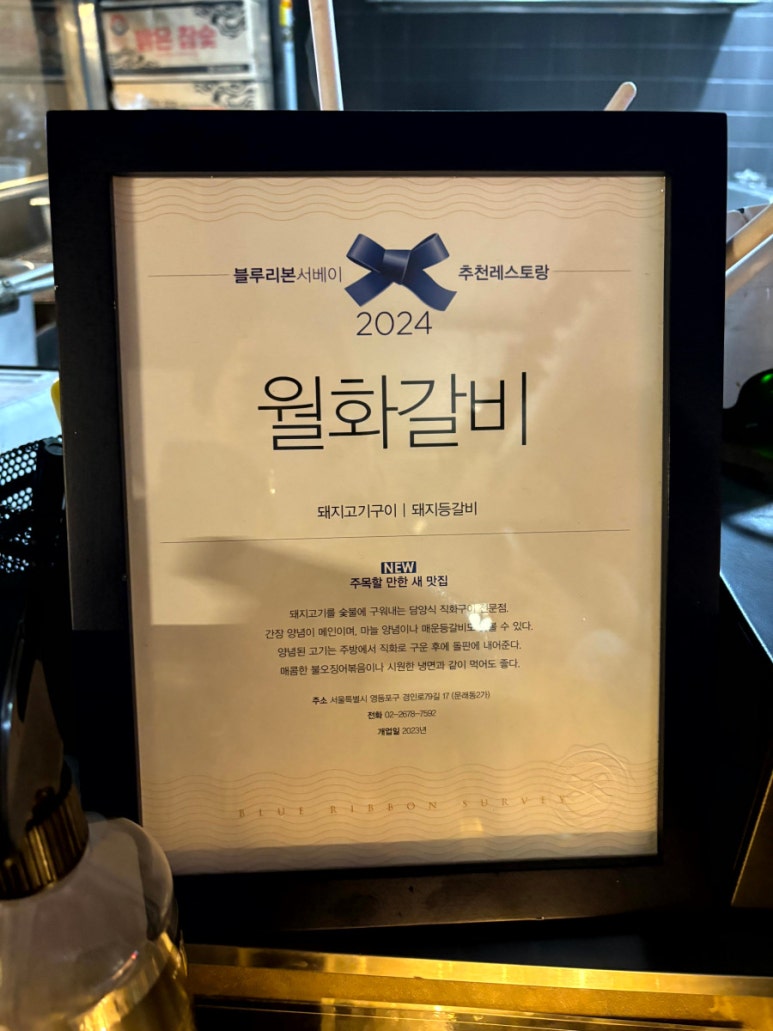 맑은 참숯
블루리본서베이 추천레스토랑
2024
월화갈비
돼지고기구이 | 돼지등갈비
NEW
주목할 만한 새 맛집
돼지고기를 숯불에 구워내는 담양식 직화구이 전문점.
간장 양념이 메인이며, 마늘 양념이나 매운등갈비도 수 있다.
양념된 고기는 주방에서 직화로 구운 후에 돌판에 내어준다.
매콤한 불오징어볶음이나 시원한 냉면과 같이 먹어도 좋다.
주소 서울특별시 영등포구 경인로79길 17 (문래동2가)
전화 02-2678-7592
개업일 2023년
BLUE RIBBON SURVEY